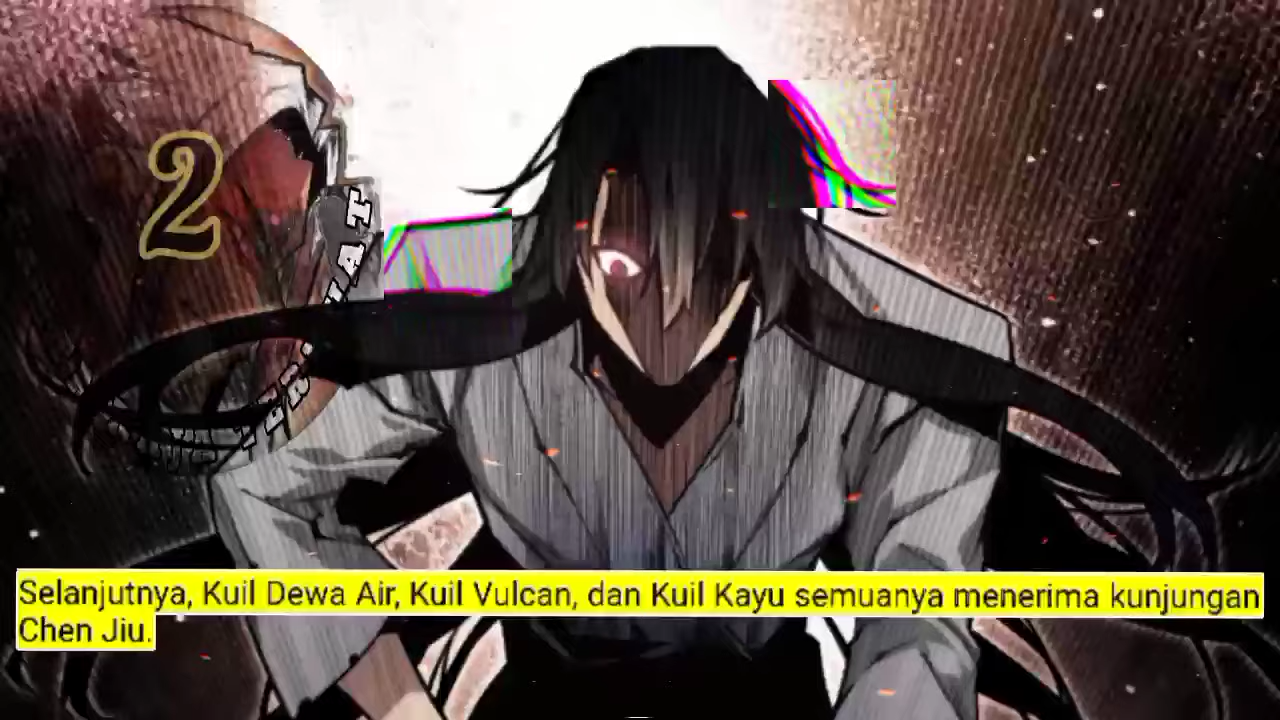 2
Selanjutnya, Kuil Dewa Air, Kuil Vulcan, dan Kuil Kayu semuanya menerima kunjungan
Chen Jiu.